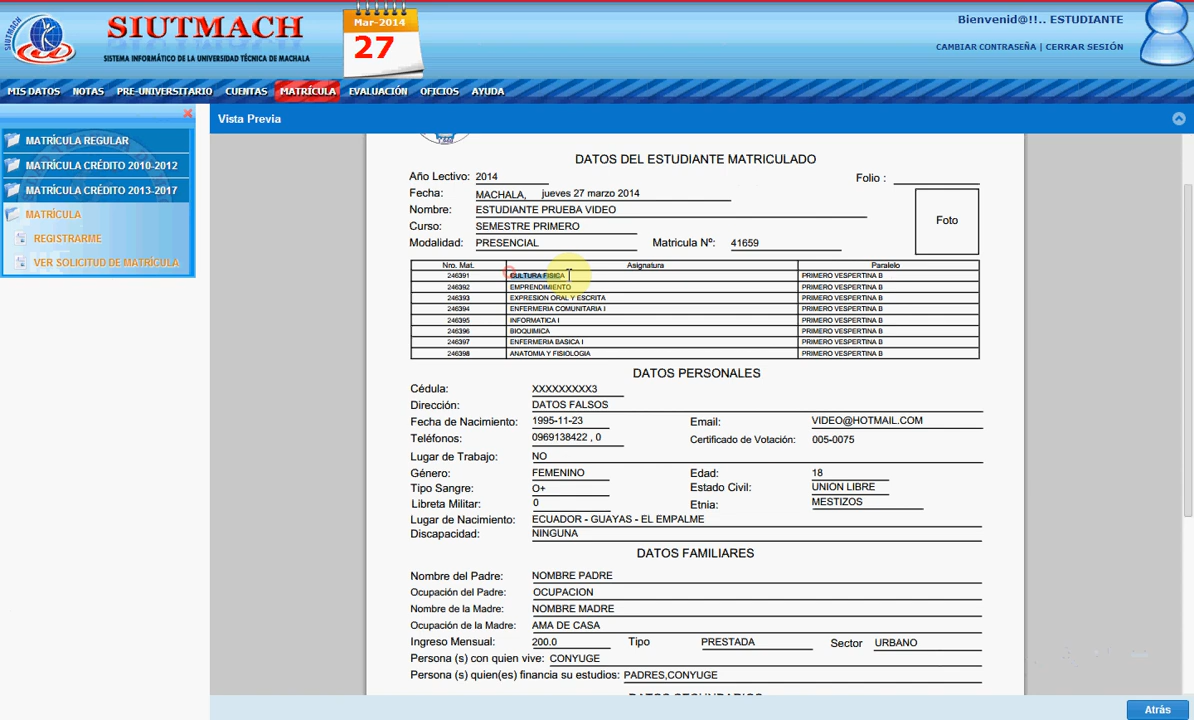 SIUTMACH
SISTEMA INFORMÁTICO DE LA UNIVERSIDAD TÉCNICA DE MACHALA
Mar-2014
27
Bienvenid@!!.. ESTUDIANTE
CAMBIAR CONTRASEÑA | CERRAR SESIÓN
MIS DATOS NOTAS PRE-UNIVERSITARIO CUENTAS MATRÍCULA EVALUACIÓN OFICIOS AYUDA
MATRÍCULA REGULAR
MATRÍCULA CRÉDITO 2010-2012
MATRÍCULA CRÉDITO 2013-2017
MATRÍCULA
REGISTRARME
VER SOLICITUD DE MATRÍCULA
Vista Previa
DATOS DEL ESTUDIANTE MATRICULADO
Año Lectivo: 2014 Folio :
Fecha: MACHALA, jueves 27 marzo 2014
Nombre: ESTUDIANTE PRUEBA VIDEO
Foto
Curso: SEMESTRE PRIMERO
Modalidad: PRESENCIAL Matricula Nº: 41659
Nro. Mat. Asignatura Paralelo
246391 CULTURA FISICA PRIMERO VESPERTINA B
246392 EMPRENDIMIENTO PRIMERO VESPERTINA B
246393 EXPRESION ORAL Y ESCRITA PRIMERO VESPERTINA B
246394 ENFERMERIA COMUNITARIA I PRIMERO VESPERTINA B
246395 INFORMATICA I PRIMERO VESPERTINA B
246396 BIOQUIMICA PRIMERO VESPERTINA B
246397 ENFERMERIA BASICA I PRIMERO VESPERTINA B
246398 ANATOMIA Y FISIOLOGIA PRIMERO VESPERTINA B
DATOS PERSONALES
Cédula: XXXXXXXXX3
Dirección: DATOS FALSOS
Fecha de Nacimiento: 1995-11-23 Email: VIDEO@HOTMAIL.COM
Teléfonos: 0969138422 , 0 Certificado de Votación: 005-0075
Lugar de Trabajo: NO
Género: FEMENINO Edad: 18
Tipo Sangre: O+ Estado Civil: UNION LIBRE
Libreta Militar: 0 Etnia: MESTIZOS
Lugar de Nacimiento: ECUADOR - GUAYAS - EL EMPALME
Discapacidad: NINGUNA
DATOS FAMILIARES
Nombre del Padre: NOMBRE PADRE
Ocupación del Padre: OCUPACION
Nombre de la Madre: NOMBRE MADRE
Ocupación de la Madre: AMA DE CASA
Ingreso Mensual: 200.0 Tipo PRESTADA Sector URBANO
Persona (s) con quien vive: CONYUGE
Persona (s) quien(es) financia su estudios: PADRES,CONYUGE
Atrás